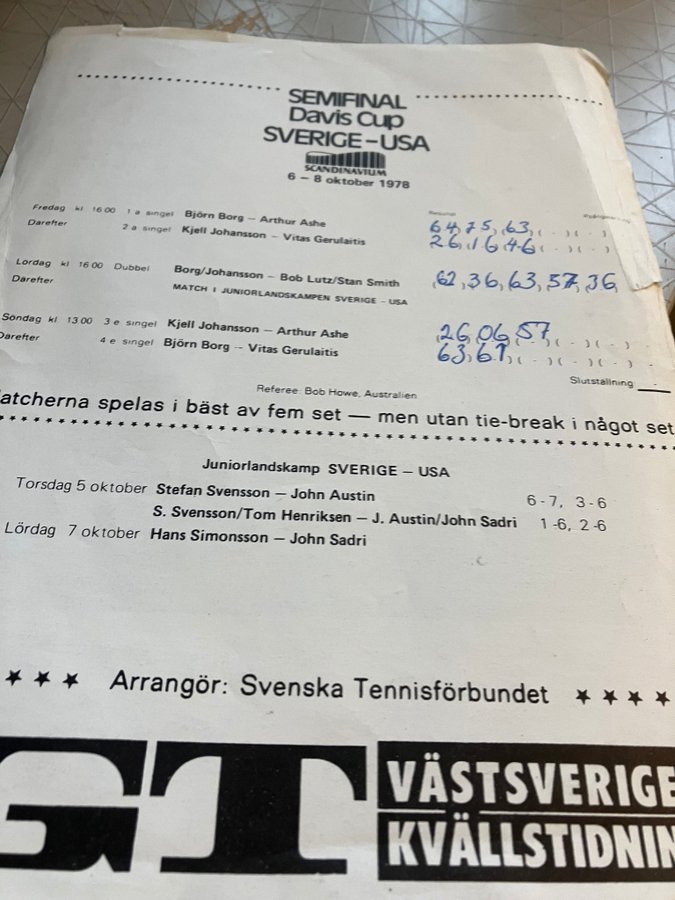 SEMIFINAL
Davis Cup
SVERIGE-USA
SCANDINAVIUM
6 – 8 oktober 1978
Fredag kl 16.00 1 a singel Björn Borg – Arthur Ashe 64, 75, 63, ( - ) ( - )
Därefter 2 a singel Kjell Johansson – Vitas Gerulaitis 26, 16, 46, ( - ) ( - )
Lördag kl 16.00 Dubbel Borg/Johansson – Bob Lutz/Stan Smith 62, 36, 63, 57, 36,
Därefter MATCH I JUNIORLANDSKAMPEN SVERIGE - USA
Söndag kl 13.00 3 e singel Kjell Johansson – Arthur Ashe 26, 06, 57, ( - ) ( - )
Därefter 4 e singel Björn Borg – Vitas Gerulaitis 63, 61, ( - ) ( - ) ( -
Slutställning -
Referee: Bob Howe, Australien
atcherna spelas i bäst av fem set — men utan tie-break i något set
Juniorlandskamp SVERIGE – USA
Torsdag 5 oktober Stefan Svensson – John Austin 6-7, 3-6
S. Svensson/Tom Henriksen – J. Austin/John Sadri 1-6, 2-6
Lördag 7 oktober Hans Simonsson – John Sadri
★ ★ ★ Arrangör: Svenska Tennisförbundet ★ ★ ★ ★
GT VÄSTSVERIGE
KVÄLLSTIDNIN